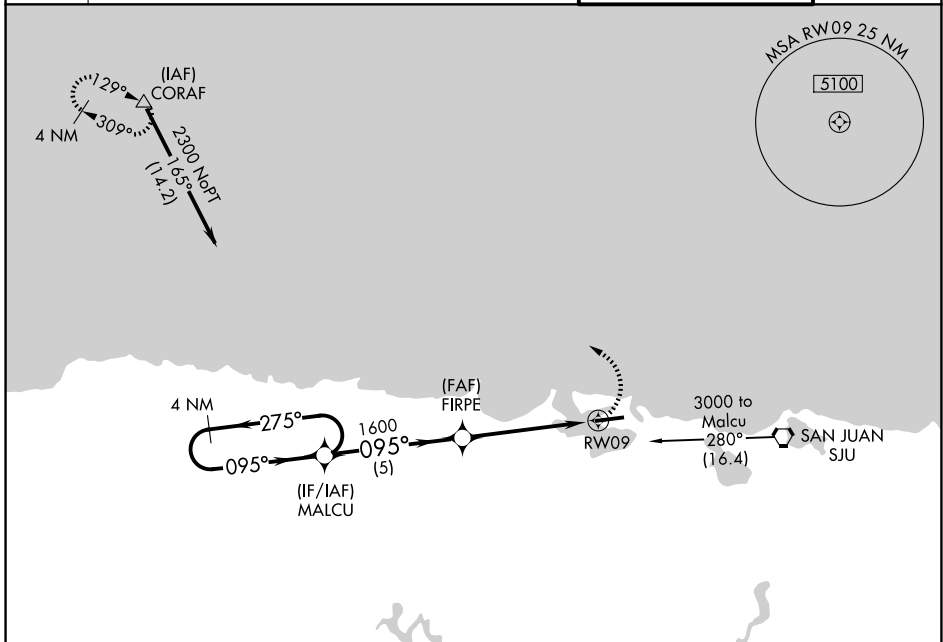 MSA RW09 25 NM
5100
(IAF)
CORAF
129°
309°
4 NM
2300 NoPT
165°
(14.2)
(FAF)
FIRPE
4 NM
275°
095°
1600
095°
(5)
(IF/IAF)
MALCU
RW09
3000 to
Malcu
280°
(16.4)
SAN JUAN
SJU